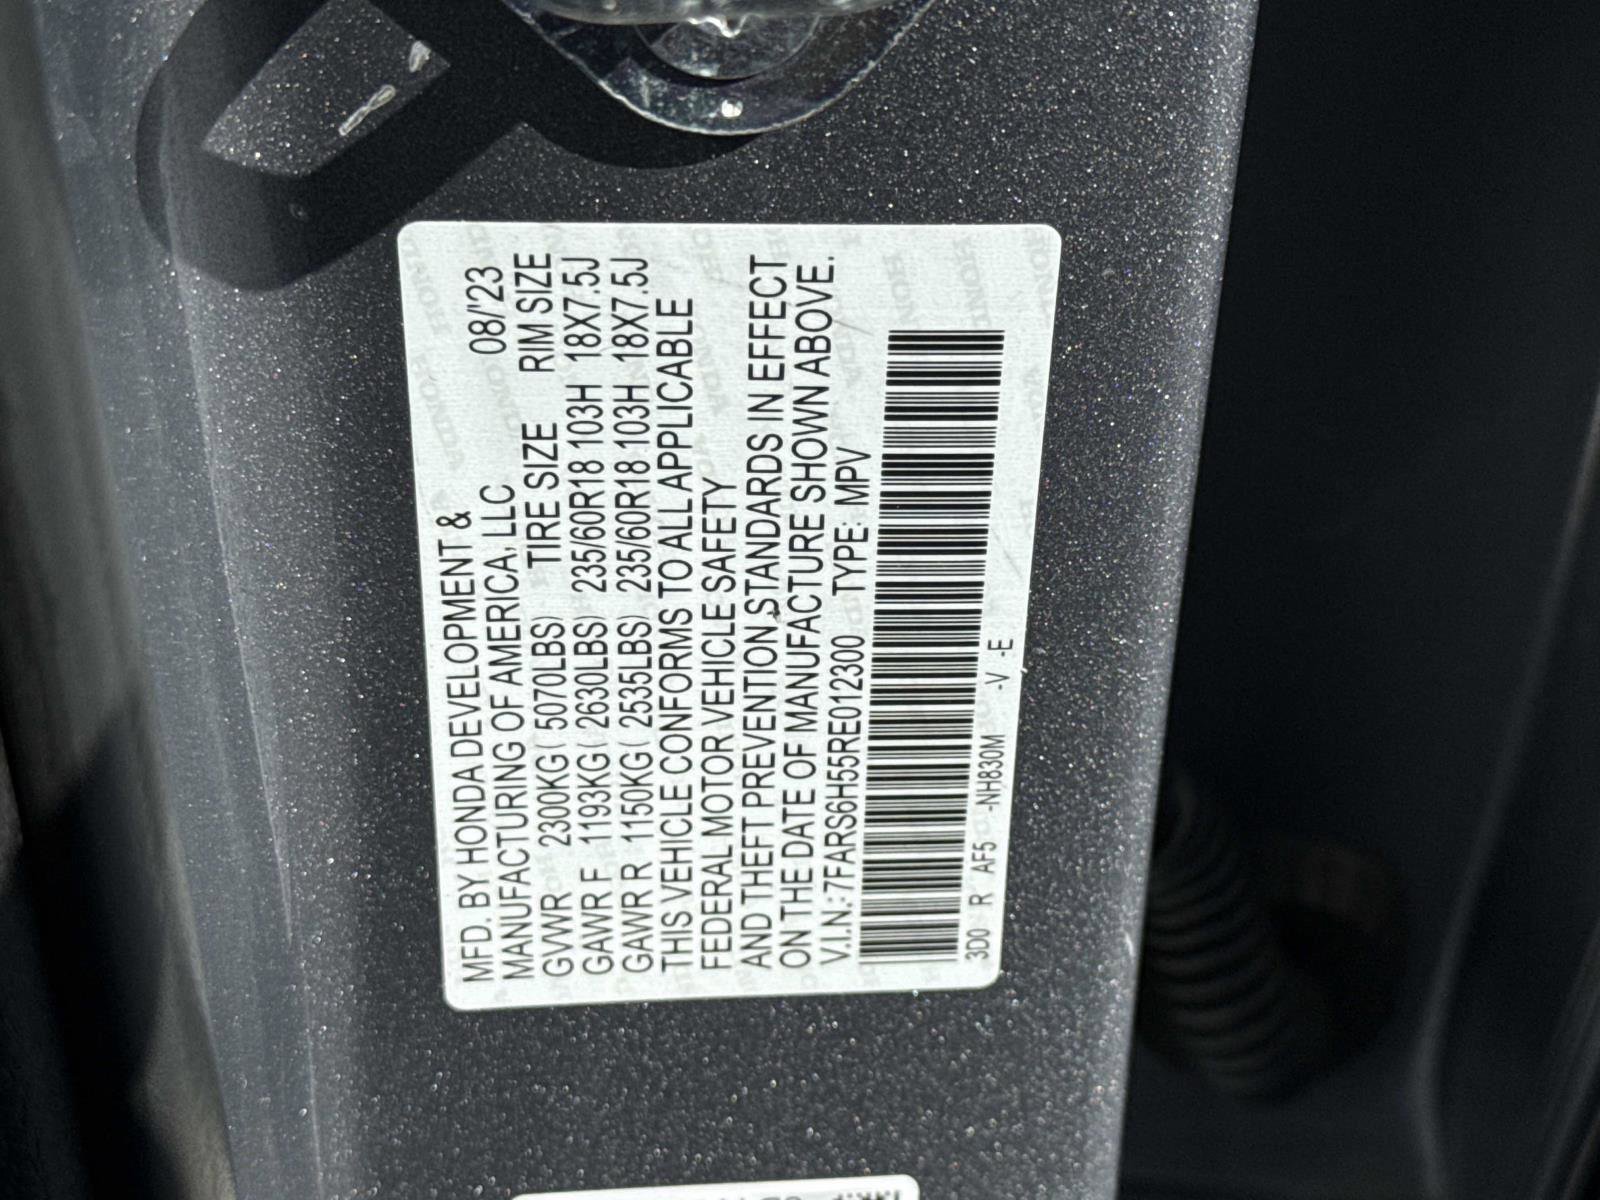 MFD. BY HONDA DEVELOPMENT &
MANUFACTURING OF AMERICA, LLC 08/'23
GVWR 2300KG ( 5070LBS) TIRE SIZE RIM SIZE
GAWR F 1193KG ( 2630LBS) 235/60R18 103H 18X7.5J
GAWR R 1150KG ( 2535LBS) 235/60R18 103H 18X7.5J
THIS VEHICLE CONFORMS TO ALL APPLICABLE
FEDERAL MOTOR VEHICLE SAFETY
AND THEFT PREVENTION STANDARDS IN EFFECT
ON THE DATE OF MANUFACTURE SHOWN ABOVE.
V.I.N.: 7FARS6H55RE012300 TYPE: MPV
3D0 R AF5 -NH830M -V -E